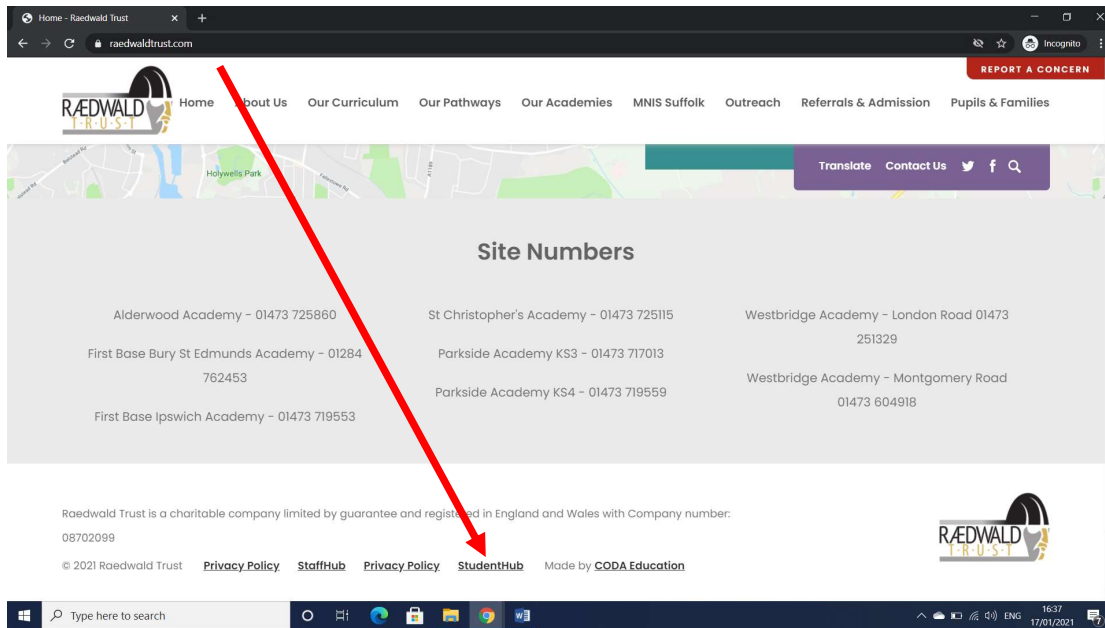 Home - Raedwald Trust
raedwaldtrust.com
Incognito
REPORT A CONCERN
RÆDWALD
T·R·U·S·T
Home About Us Our Curriculum Our Pathways Our Academies MNIS Suffolk Outreach Referrals & Admission Pupils & Families
Holywells Park
A1189
Translate Contact Us
Site Numbers
Alderwood Academy - 01473 725860
First Base Bury St Edmunds Academy - 01284
762453
First Base Ipswich Academy - 01473 719553
St Christopher's Academy - 01473 725115
Parkside Academy KS3 - 01473 717013
Parkside Academy KS4 - 01473 719559
Westbridge Academy - London Road 01473
251329
Westbridge Academy - Montgomery Road
01473 604918
Raedwald Trust is a charitable company limited by guarantee and registered in England and Wales with Company number:
08702099
© 2021 Raedwald Trust Privacy Policy StaffHub Privacy Policy StudentHub Made by CODA Education
RÆDWALD
T·R·U·S·T
Type here to search
ENG
16:37
17/01/2021
7